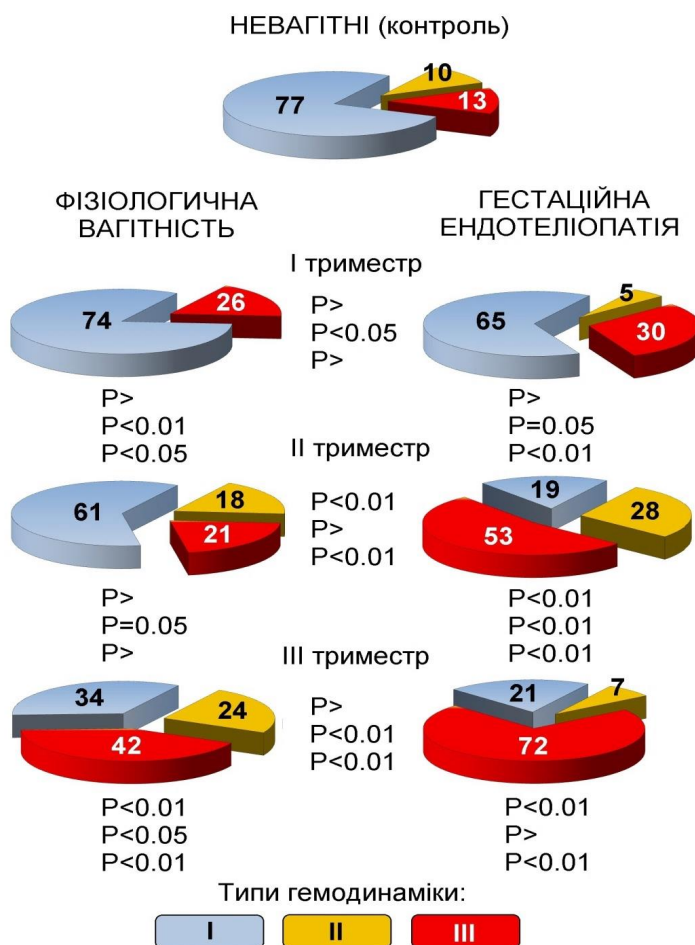 НЕВАГІТНІ (контроль)
10
77
13
ФІЗІОЛОГИЧНА
ВАГІТНІСТЬ
ГЕСТАЦІЙНА
ЕНДОТЕЛІОПАТІЯ
I триместр
74
26
P>
P<0.05
P>
65
5
30
P>
P<0.01
P<0.05
P>
P=0.05
P<0.01
II триместр
61
18
21
P<0.01
P>
P<0.01
19
28
53
P>
P=0.05
P>
P<0.01
P<0.01
P<0.01
III триместр
34
24
42
P>
P<0.01
P<0.01
21
7
72
P<0.01
P<0.05
P<0.01
P<0.01
P>
P<0.01
Типи гемодинаміки:
I
II
III